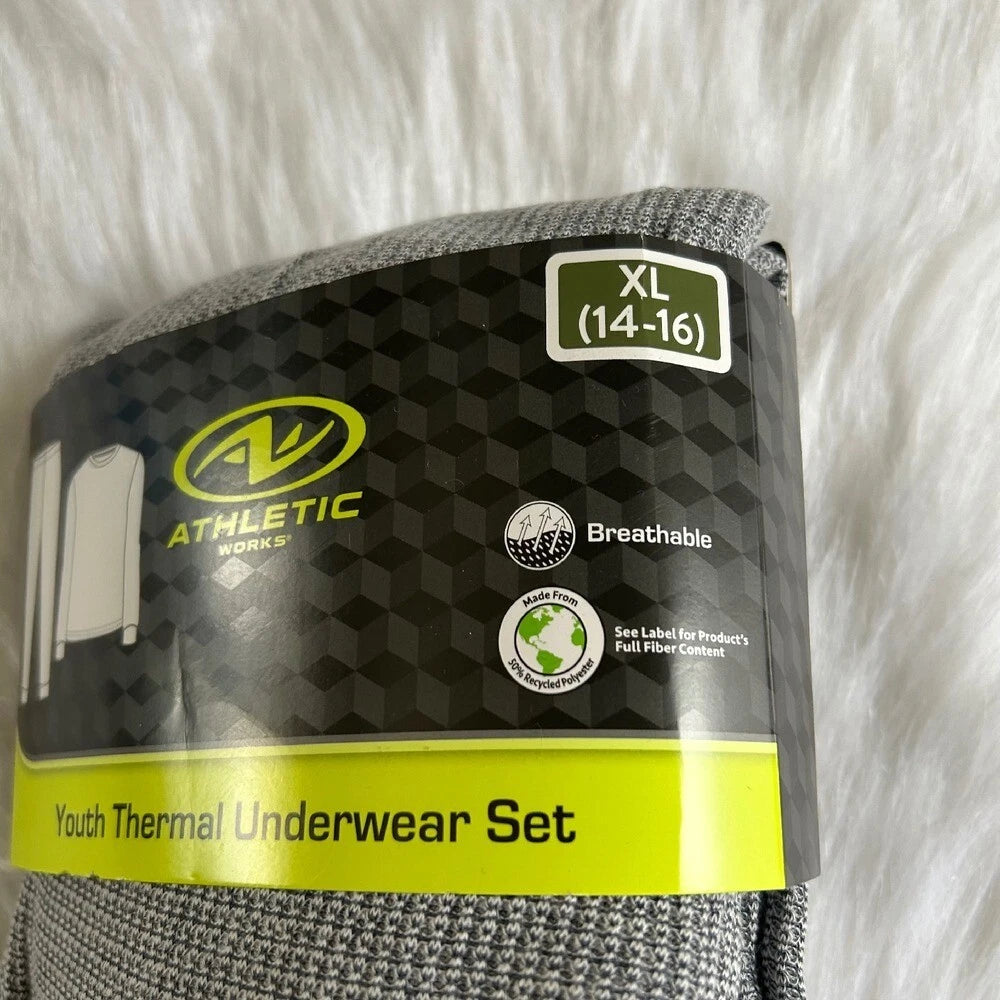 XL
(14-16)
ATHLETIC
WORKS®
Breathable
Made From
50% Recycled Polyester
See Label for Product's
Full Fiber Content
Youth Thermal Underwear Set